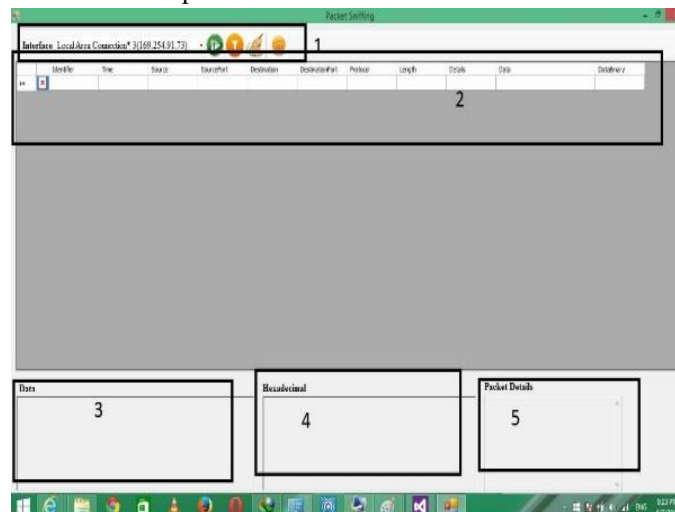 Packet Sniffing
Interface Local Area Connection* 3(169.254.91.73) 1
Identifier Time Source SourcePort Destination DestinationPort Protocol Length Details Data DataBinary
2
Data Hexadecimal Packet Details
3 4 5
ENG